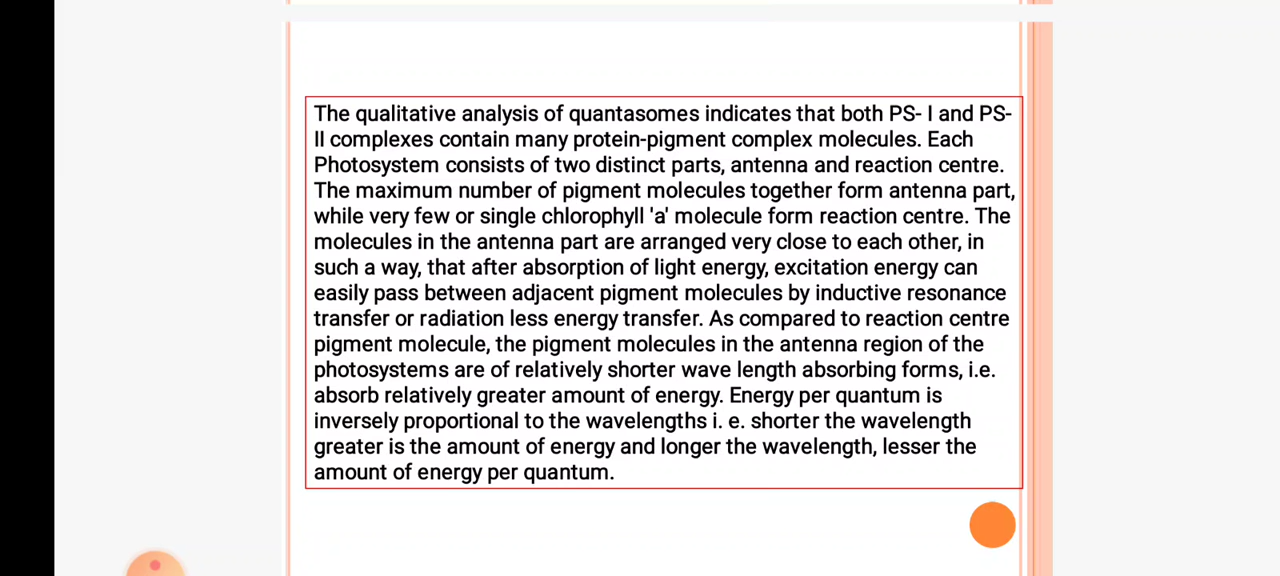 The qualitative analysis of quantasomes indicates that both PS- I and PS-
II complexes contain many protein-pigment complex molecules. Each
Photosystem consists of two distinct parts, antenna and reaction centre.
The maximum number of pigment molecules together form antenna part,
while very few or single chlorophyll 'a' molecule form reaction centre. The
molecules in the antenna part are arranged very close to each other, in
such a way, that after absorption of light energy, excitation energy can
easily pass between adjacent pigment molecules by inductive resonance
transfer or radiation less energy transfer. As compared to reaction centre
pigment molecule, the pigment molecules in the antenna region of the
photosystems are of relatively shorter wave length absorbing forms, i.e.
absorb relatively greater amount of energy. Energy per quantum is
inversely proportional to the wavelengths i. e. shorter the wavelength
greater is the amount of energy and longer the wavelength, lesser the
amount of energy per quantum.